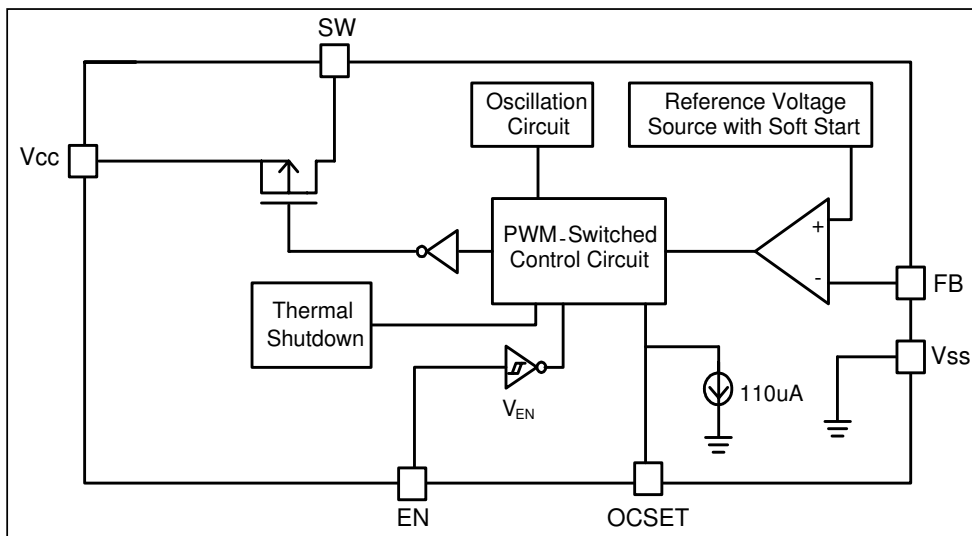 SW
Oscillation
Circuit
Reference Voltage
Source with Soft Start
Vcc
+
PWM-Switched
Control Circuit
-
FB
Thermal
Shutdown
Vss
VEN
110uA
EN
OCSET